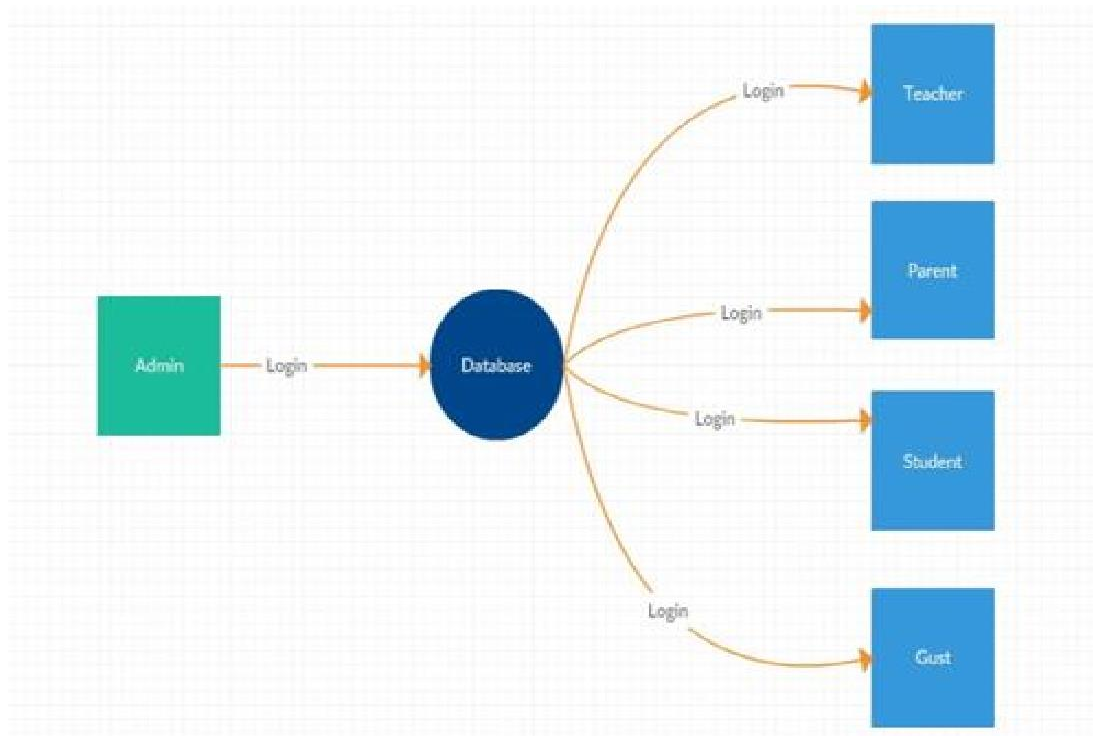 Login
Teacher
Parent
Login
Admin
Login
Database
Login
Student
Login
Gust